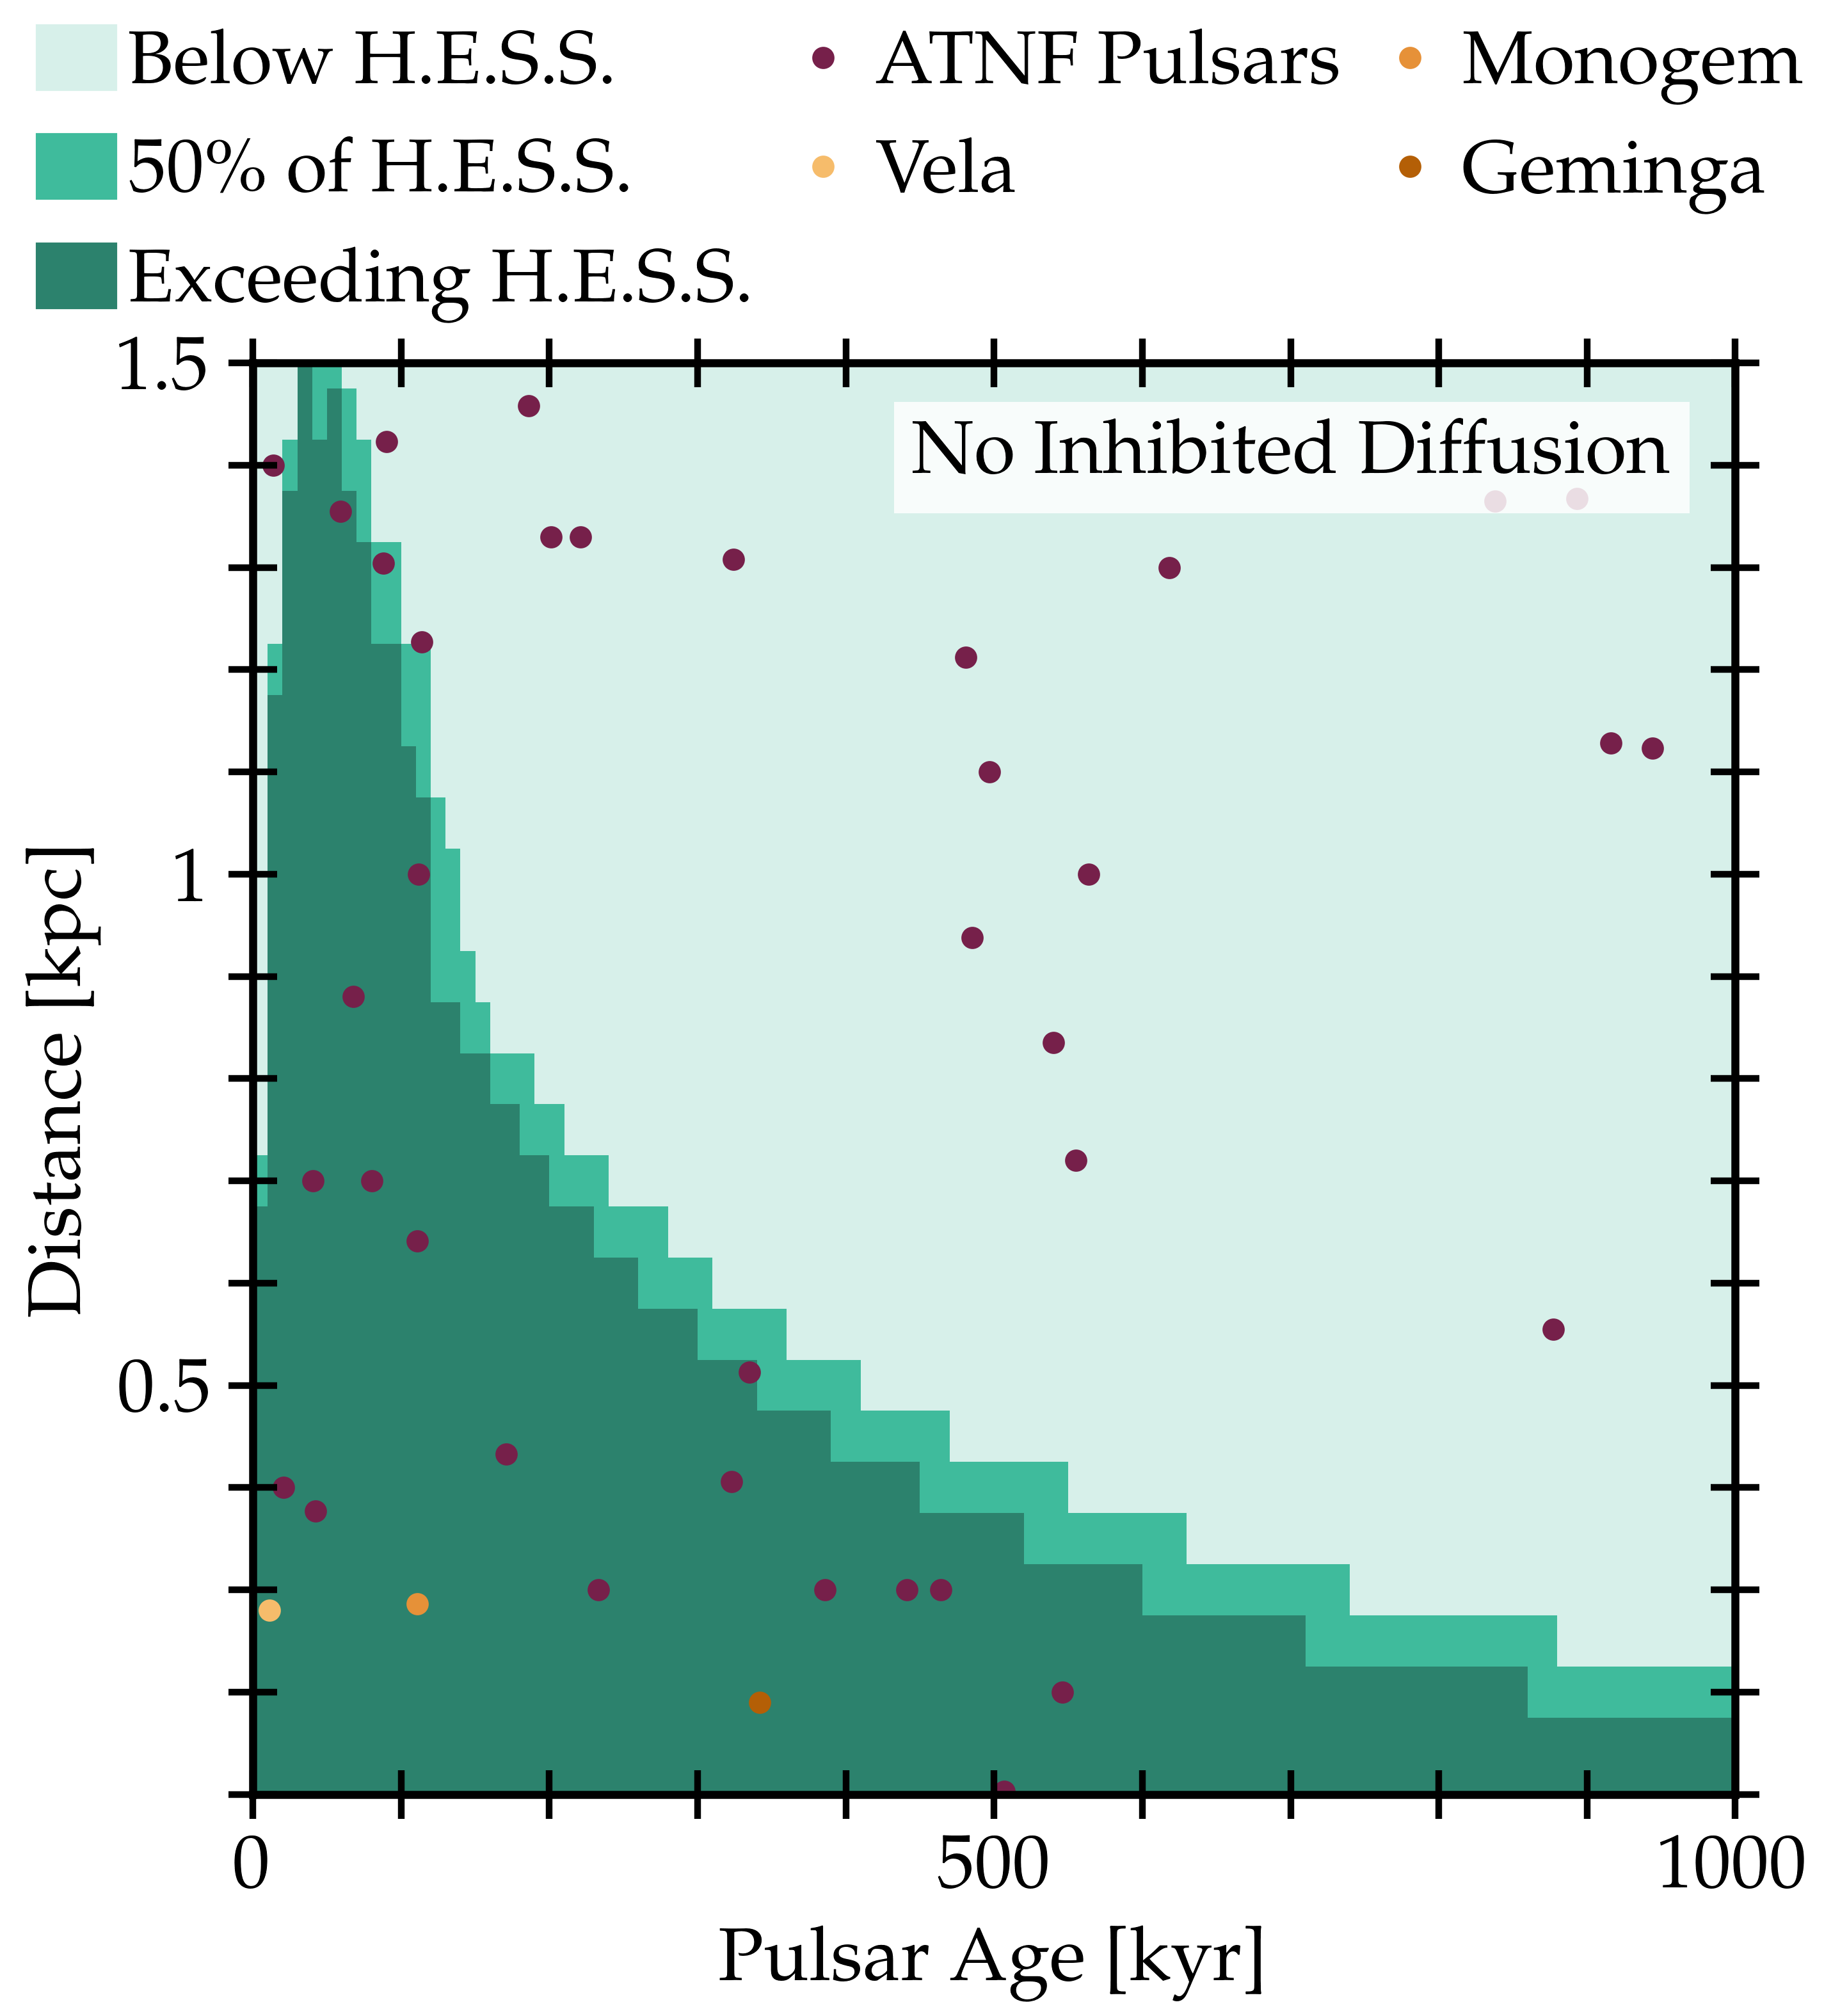 Below H.E.S.S.
ATNF Pulsars
Monogem
50% of H.E.S.S.
Vela
Geminga
Exceeding H.E.S.S.
1.5
No Inhibited Diffusion
1
0.5
Distance [kpc]
0
500
1000
Pulsar Age [kyr]